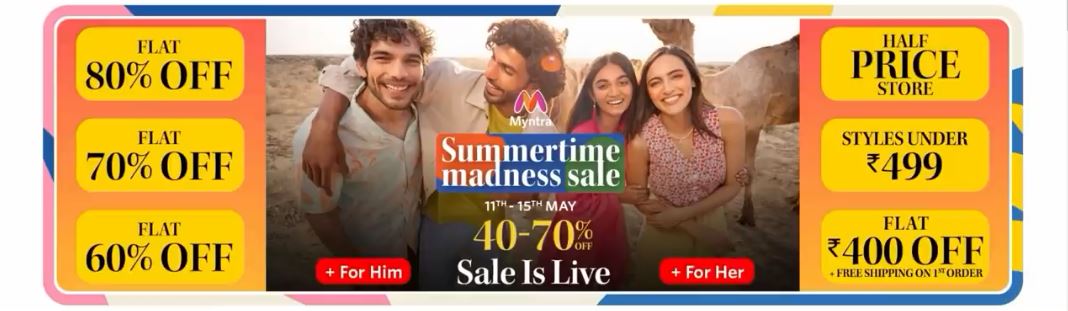 FLAT
80% OFF
FLAT
70% OFF
FLAT
60% OFF
Myntra
Summertime
madness sale
11TH - 15TH MAY
40-70% OFF
Sale Is Live
+ For Him
+ For Her
HALF
PRICE
STORE
STYLES UNDER
₹499
FLAT
₹400 OFF
+ FREE SHIPPING ON 1ST ORDER